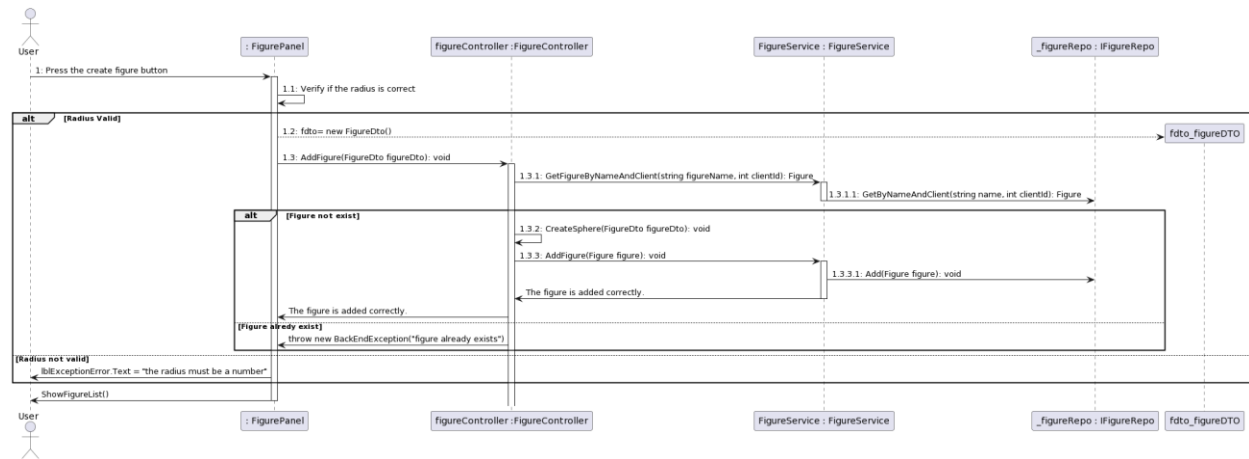 User
: FigurePanel
figureController :FigureController
FigureService : FigureService
_figureRepo : IFigureRepo
1: Press the create figure button
1.1: Verify if the radius is correct
alt
[Radius Valid]
1.2: fdto= new FigureDto()
fdto_figureDTO
1.3: AddFigure(FigureDto figureDto): void
1.3.1: GetFigureByNameAndClient(string figureName, int clientId): Figure
1.3.1.1: GetByNameAndClient(string name, int clientId): Figure
alt
[Figure not exist]
1.3.2: CreateSphere(FigureDto figureDto): void
1.3.3: AddFigure(Figure figure): void
1.3.3.1: Add(Figure figure): void
The figure is added correctly.
The figure is added correctly.
[Figure alredy exist]
throw new BackEndException("figure already exists")
[Radius not valid]
lblExceptionError.Text = "the radius must be a number"
ShowFigureList()
User
: FigurePanel
figureController :FigureController
FigureService : FigureService
_figureRepo : IFigureRepo
fdto_figureDTO